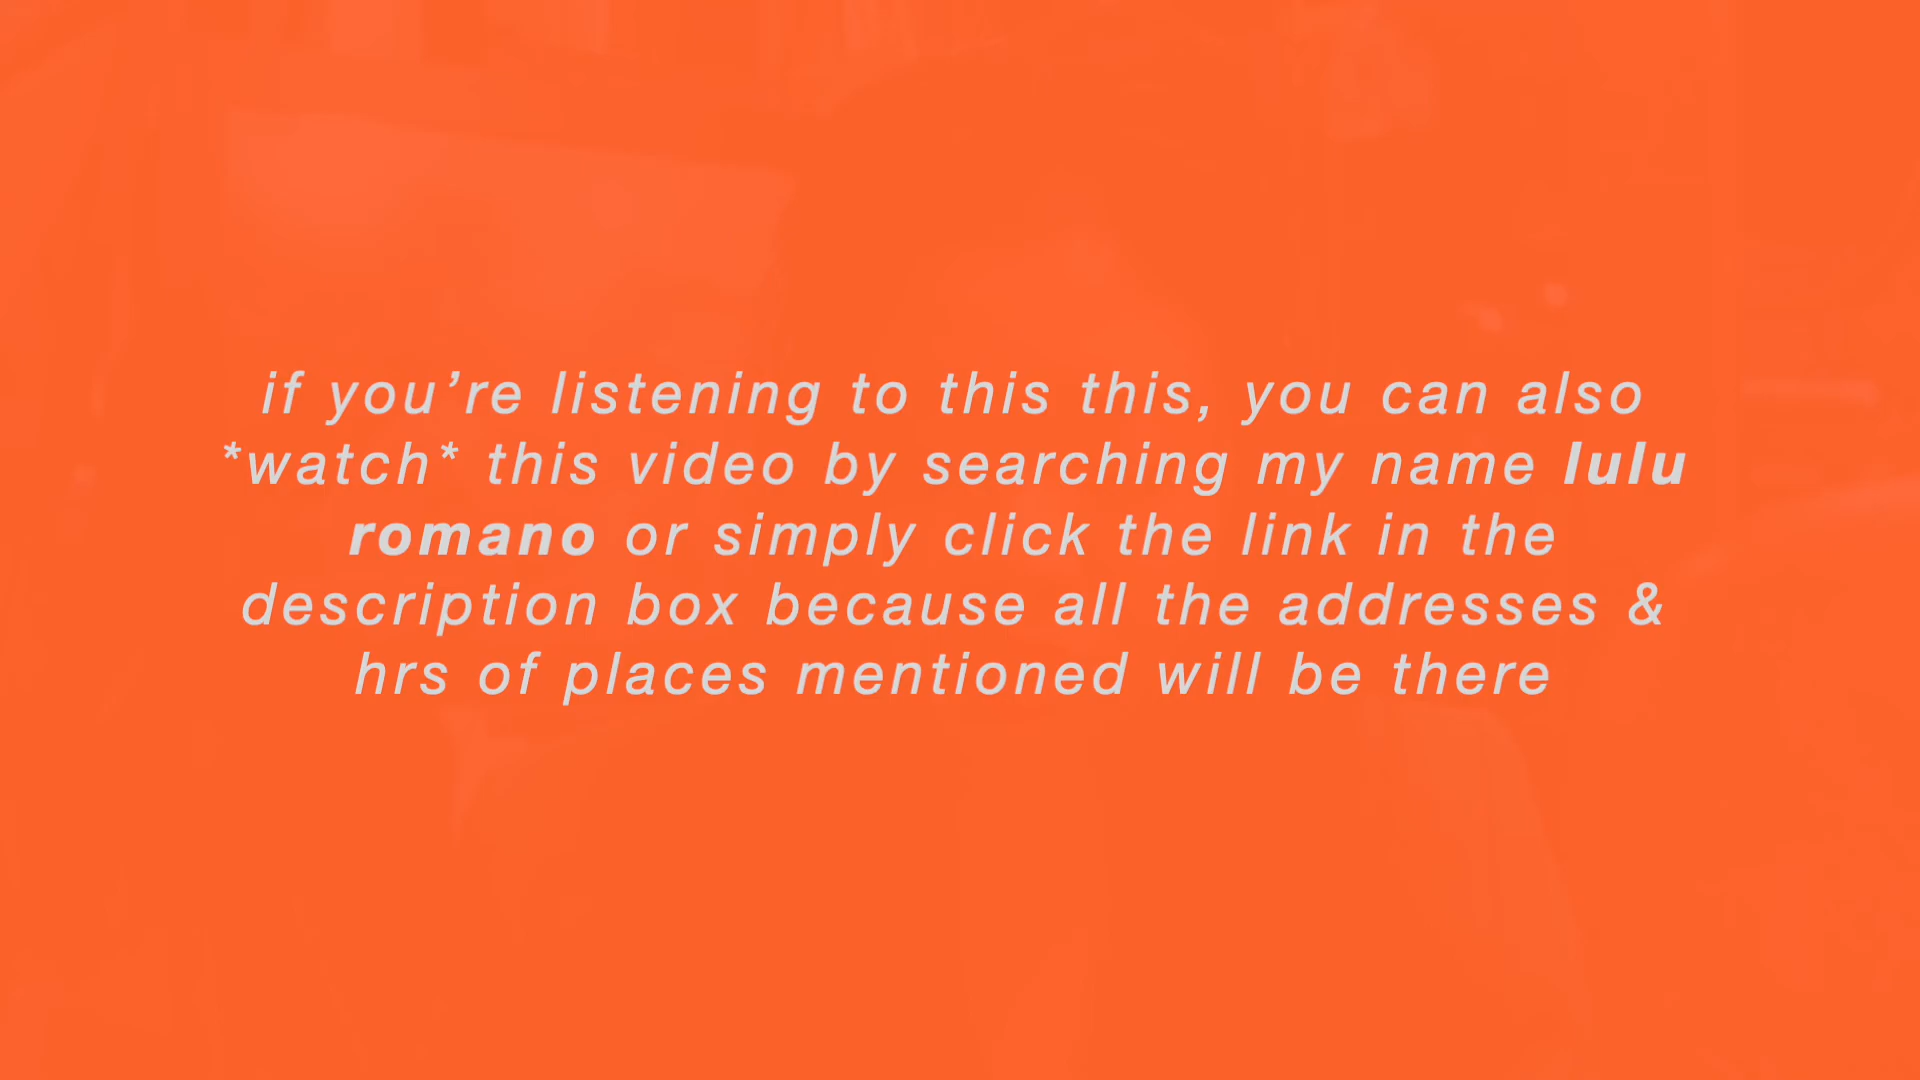 if you’re listening to this this, you can also
*watch* this video by searching my name lulu
romano or simply click the link in the
description box because all the addresses &
hrs of places mentioned will be there